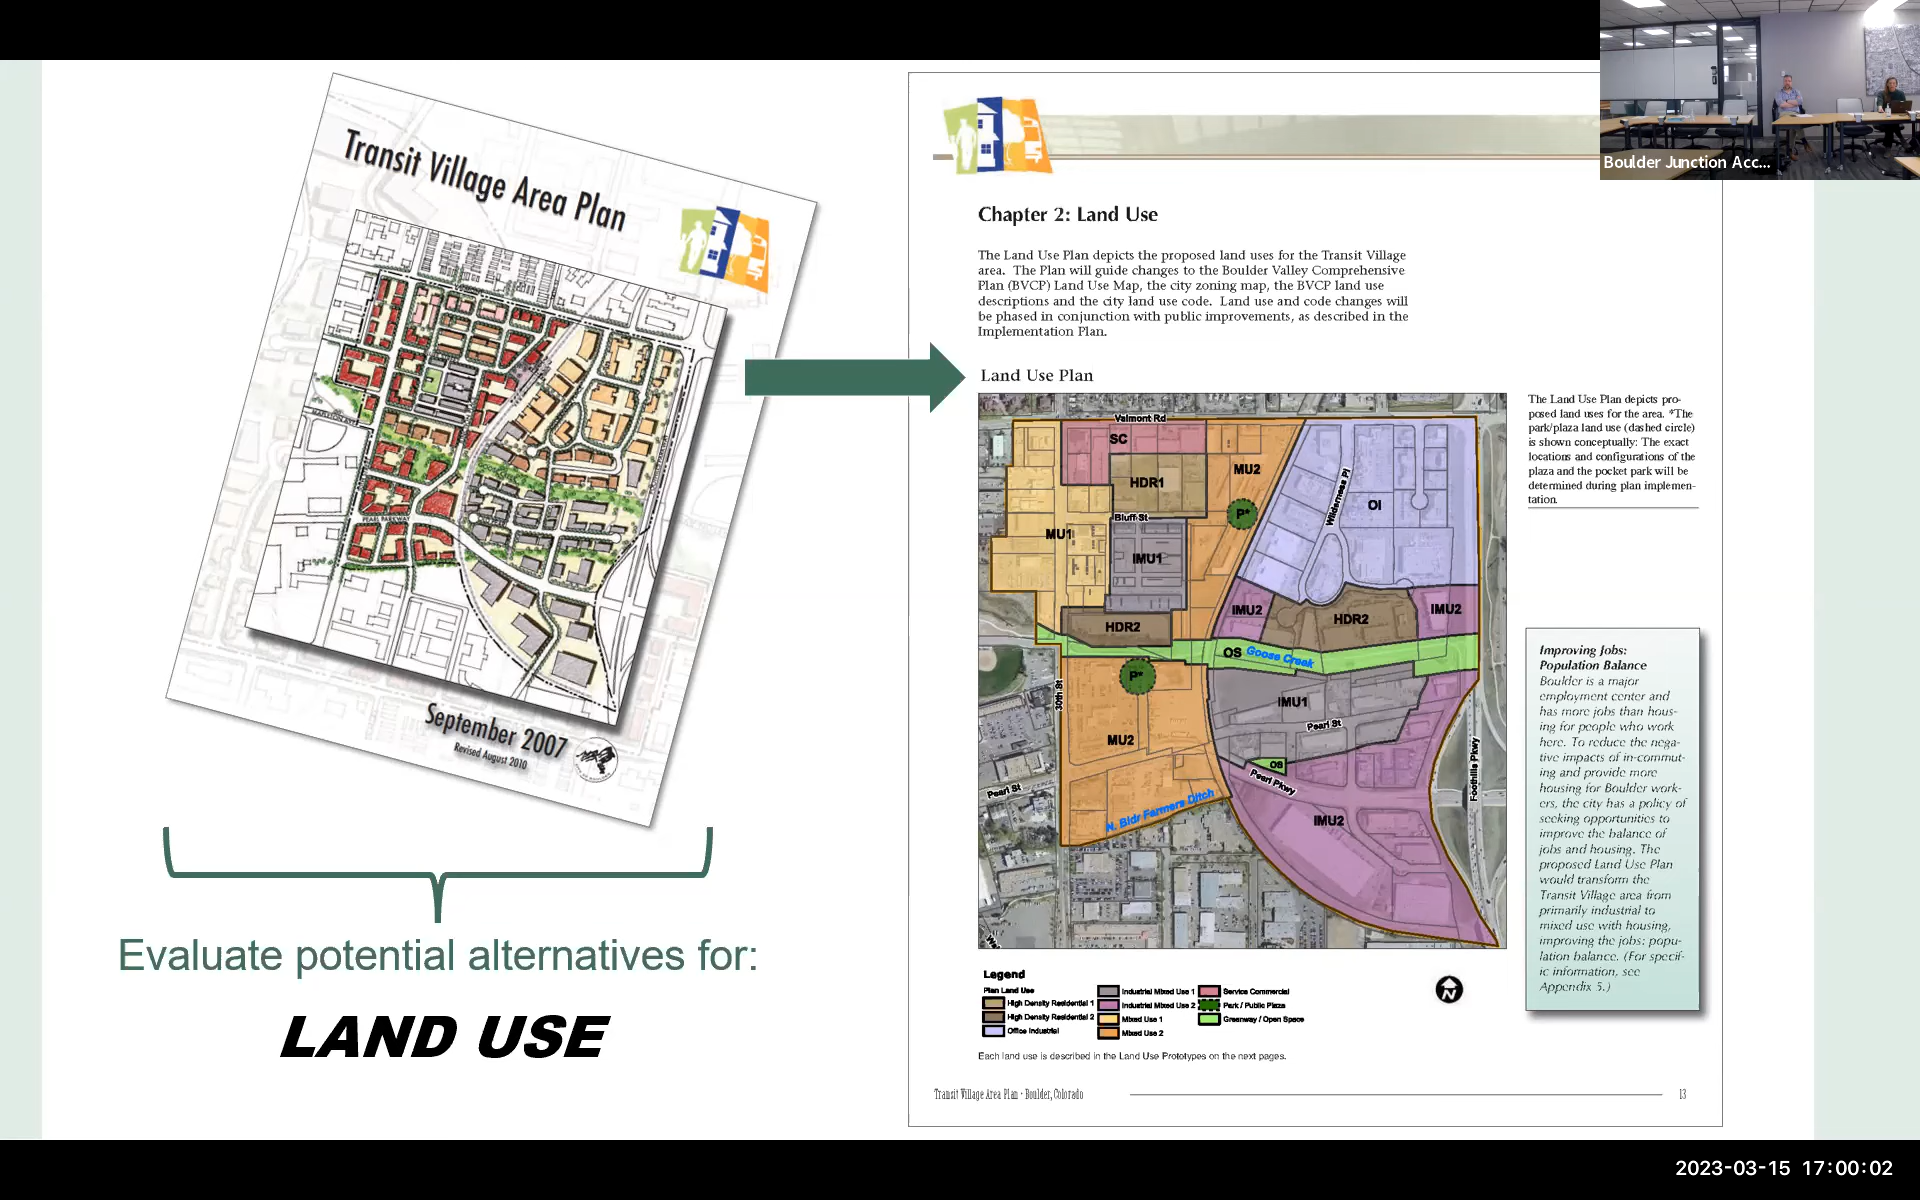 Boulder Junction Acc...
Transit Village Area Plan
PEARL PARKWAY
September 2007
Revised August 2010
Evaluate potential alternatives for:
LAND USE
Chapter 2: Land Use
The Land Use Plan depicts the proposed land uses for the Transit Village
area. The Plan will guide changes to the Boulder Valley Comprehensive
Plan (BVCP) Land Use Map, the city zoning map, the BVCP land use
descriptions and the city land use code. Land use and code changes will
be phased in conjunction with public improvements, as described in the
Implementation Plan.
Land Use Plan
Valmont Rd
SC
MU2
HDR1
Wilderness Pl
OI
P*
Bluff St
MU1
IMU1
IMU2
HDR2
IMU2
HDR2
OS
Goose Creek
P*
30th St
IMU1
Pearl St
MU2
OS
Pearl Pkwy
Foothills Pkwy
Pearl St
N. Bldr Farmers Ditch
IMU2
The Land Use Plan depicts pro-
posed land uses for the area. *The
park/plaza land use (dashed circle)
is shown conceptually: The exact
locations and configurations of the
plaza and the pocket park will be
determined during plan implemen-
tation.
Improving Jobs:
Population Balance
Boulder is a major
employment center and
has more jobs than hous-
ing for people who work
here. To reduce the nega-
tive impacts of in-commut-
ing and provide more
housing for Boulder work-
ers, the city has a policy of
seeking opportunities to
improve the balance of
jobs and housing. The
proposed Land Use Plan
would transform the
Transit Village area from
primarily industrial to
mixed use with housing,
improving the jobs: popu-
lation balance. (For specif-
ic information, see
Appendix 5.)
Legend
Plan Land Use
High Density Residential 1
High Density Residential 2
Office Industrial
Industrial Mixed Use 1
Industrial Mixed Use 2
Mixed Use 1
Mixed Use 2
Service Commercial
Park / Public Plaza
Greenway / Open Space
N
Each land use is described in the Land Use Prototypes on the next pages.
Transit Village Area Plan • Boulder, Colorado
13
2023-03-15 17:00:02